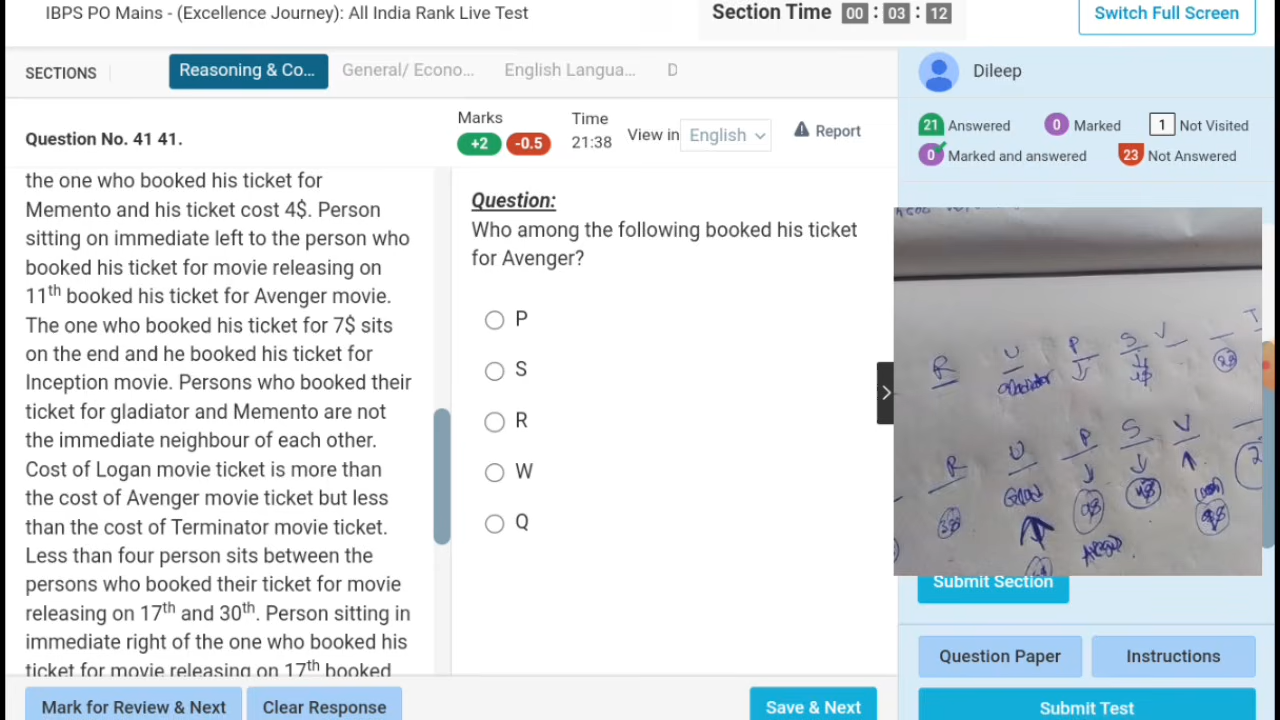 IBPS PO Mains - (Excellence Journey): All India Rank Live Test
Section Time 00 : 03 : 12
Switch Full Screen
SECTIONS
Reasoning & Co...
General/ Econo...
English Langua...
D
Dileep
Question No. 41 41.
Marks
+2 -0.5
Time
21:38
View in English
Report
21 Answered
0 Marked
1 Not Visited
0 Marked and answered
23 Not Answered
the one who booked his ticket for
Memento and his ticket cost 4$. Person
sitting on immediate left to the person who
booked his ticket for movie releasing on
11th booked his ticket for Avenger movie.
The one who booked his ticket for 7$ sits
on the end and he booked his ticket for
Inception movie. Persons who booked their
ticket for gladiator and Memento are not
the immediate neighbour of each other.
Cost of Logan movie ticket is more than
the cost of Avenger movie ticket but less
than the cost of Terminator movie ticket.
Less than four person sits between the
persons who booked their ticket for movie
releasing on 17th and 30th. Person sitting in
immediate right of the one who booked his
ticket for movie releasing on 17th booked
Question:
Who among the following booked his ticket
for Avenger?
P
S
R
W
Q
R U P S V
Gladiator
R U P S V
Submit Section
Question Paper
Instructions
Mark for Review & Next
Clear Response
Save & Next
Submit Test